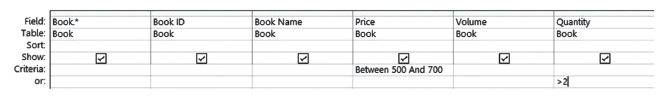 Field: Book.* Book ID Book Name Price Volume Quantity
Table: Book Book Book Book Book Book
Sort:
Show:
Criteria: Between 500 And 700
or: >2